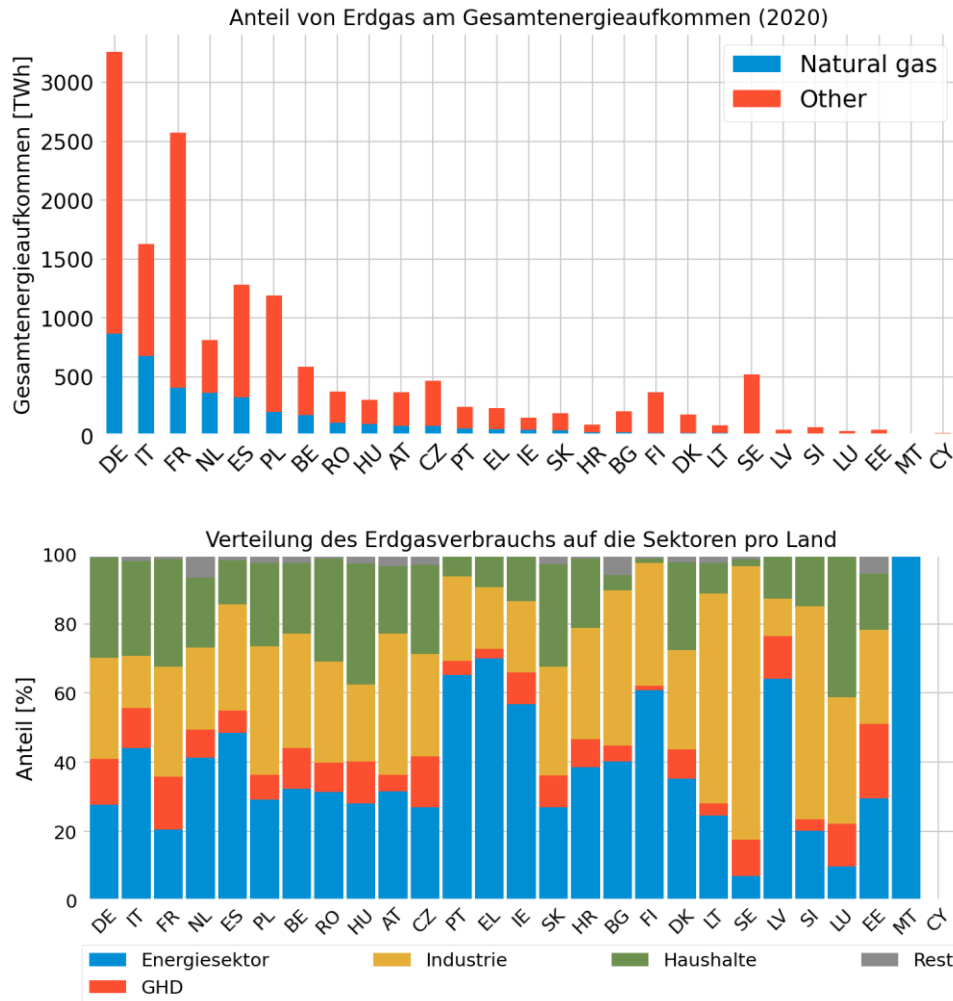 Anteil von Erdgas am Gesamtenergieaufkommen (2020)
Gesamtenergieaufkommen [TWh]
3000
2500
2000
1500
1000
500
0
Natural gas
Other
DE IT FR NL ES PL BE RO HU AT CZ PT EL IE SK HR BG FI DK LT SE LV SI LU EE MT CY
Verteilung des Erdgasverbrauchs auf die Sektoren pro Land
Anteil [%]
100
80
60
40
20
0
DE IT FR NL ES PL BE RO HU AT CZ PT EL IE SK HR BG FI DK LT SE LV SI LU EE MT CY
Energiesektor Industrie Haushalte Rest
GHD